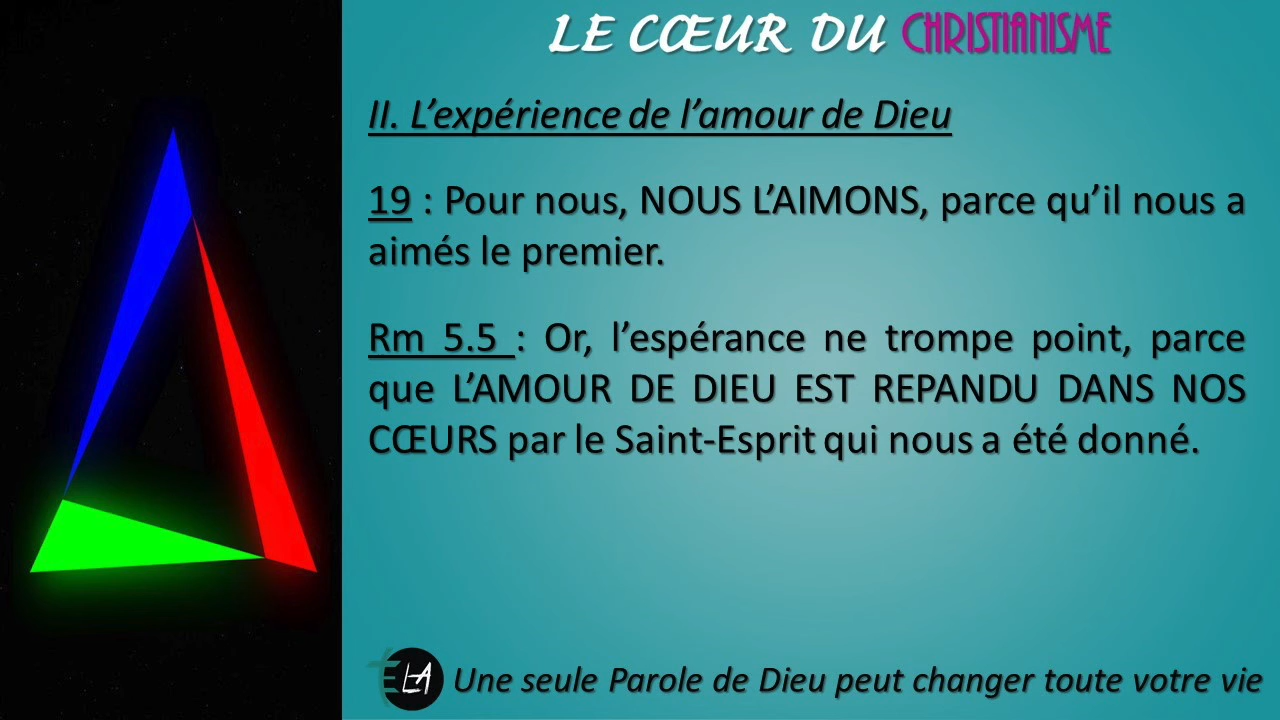 LE CŒUR DU CHRISTIANISME
II. L’expérience de l’amour de Dieu
19 : Pour nous, NOUS L’AIMONS, parce qu’il nous a
aimés le premier.
Rm 5.5 : Or, l’espérance ne trompe point, parce
que L’AMOUR DE DIEU EST REPANDU DANS NOS
CŒURS par le Saint-Esprit qui nous a été donné.
ELA Une seule Parole de Dieu peut changer toute votre vie